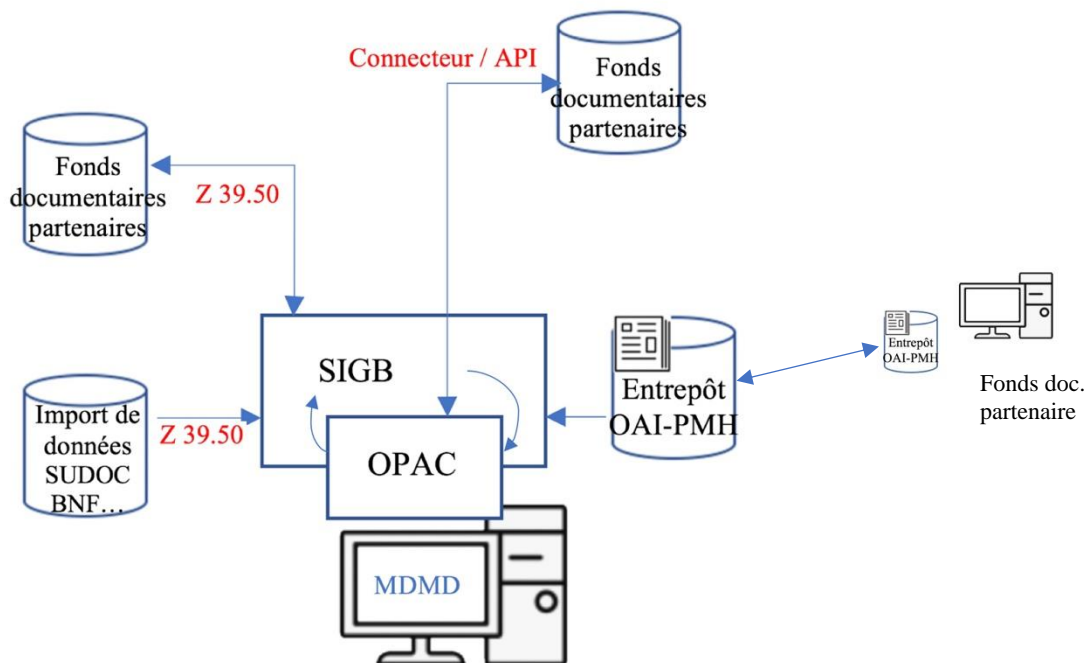 Connecteur / API
Fonds
documentaires
partenaires
Fonds
documentaires
partenaires
Z 39.50
SIGB
Entrepôt
OAI-PMH
Entrepôt
OAI-PMH
Fonds doc.
partenaire
Import de
données
SUDOC
BNF…
Z 39.50
OPAC
MDMD